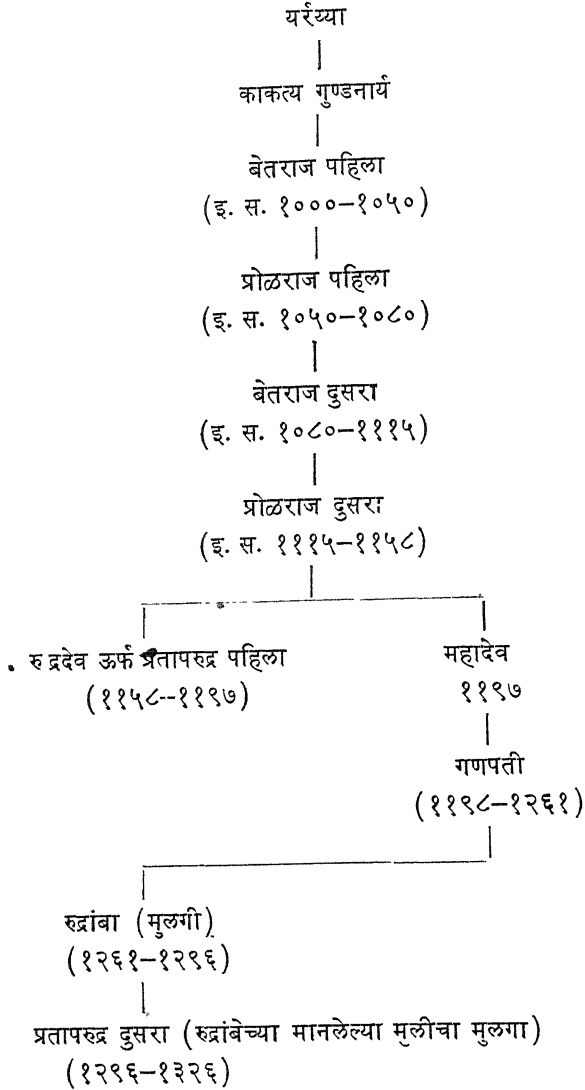 यर्रय्या
काकत्य गुण्डनार्य
बेतराज पहिला
(इ. स. १०००–१०५०)
प्रोळराज पहिला
(इ. स. १०५०–१०८०)
बेतराज दुसरा
(इ. स. १०८०–१११५)
प्रोळराज दुसरा
(इ. स. १११५–११५८)
रुद्रदेव ऊर्फ प्रतापरुद्र पहिला
(११५८--११९७)
महादेव
११९७
गणपती
(११९८–१२६१)
रुद्रांबा (मुलगी)
(१२६१–१२९६)
प्रतापरुद्र दुसरा (रुद्रांबेच्या मानलेल्या मुलीचा मुलगा)
(१२९६–१३२६)